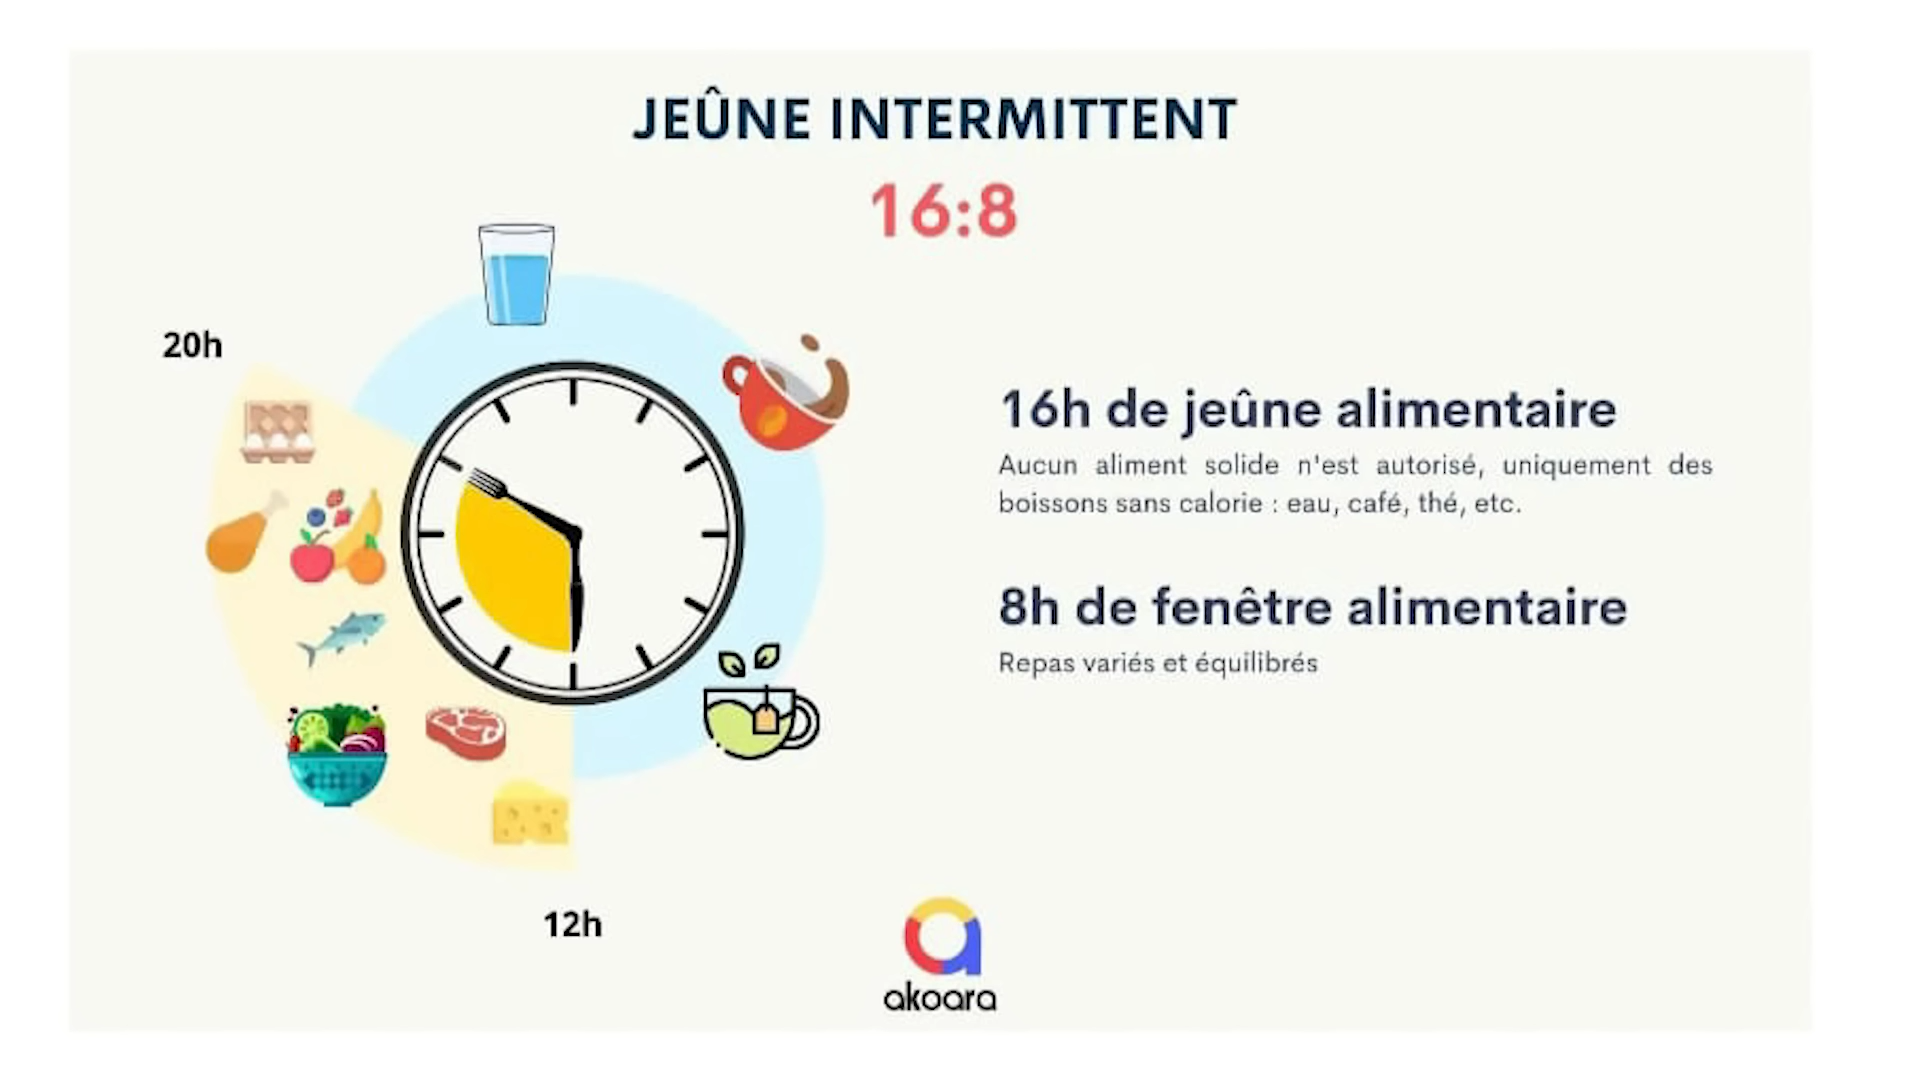 JEÛNE INTERMITTENT
16:8
20h
16h de jeûne alimentaire
Aucun aliment solide n'est autorisé, uniquement des
boissons sans calorie : eau, café, thé, etc.
8h de fenêtre alimentaire
Repas variés et équilibrés
12h
akoara